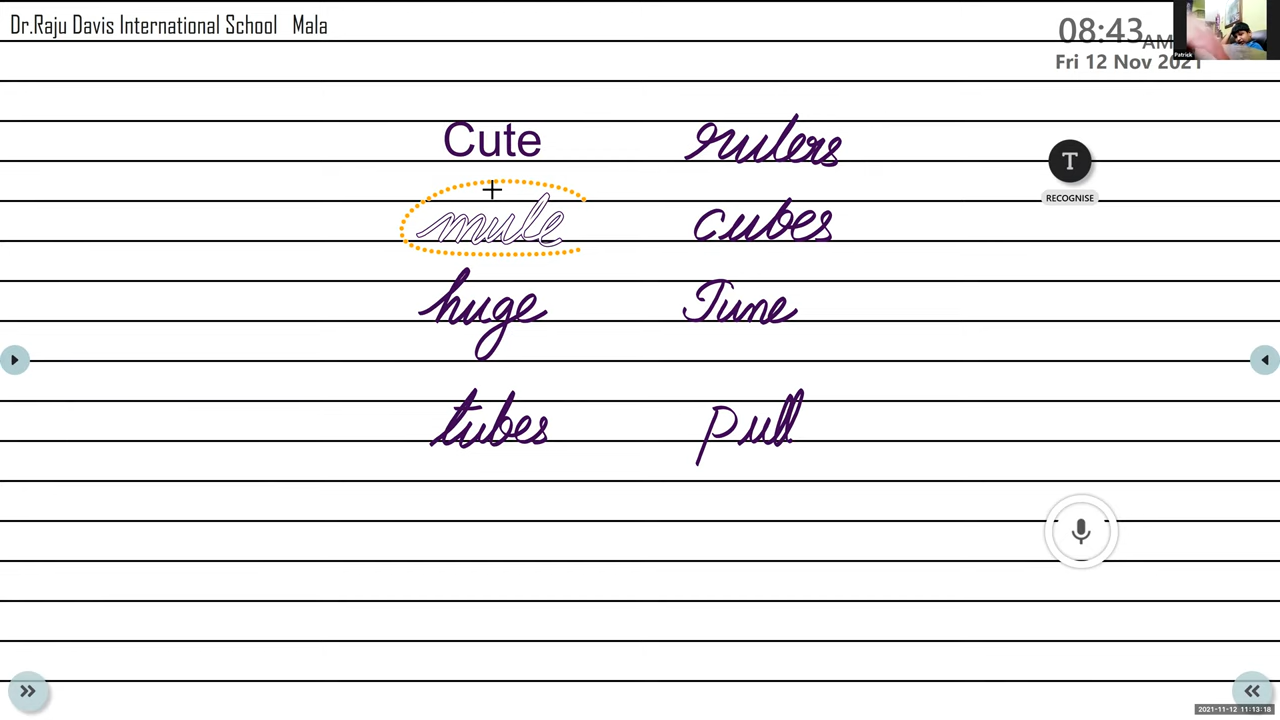 Dr.Raju Davis International School Mala
08:43 AM
Fri 12 Nov 2021
Patrick
Cute rulers
mule cubes
huge June
tubes pull
T
RECOGNISE
2021-11-12 11:13:18